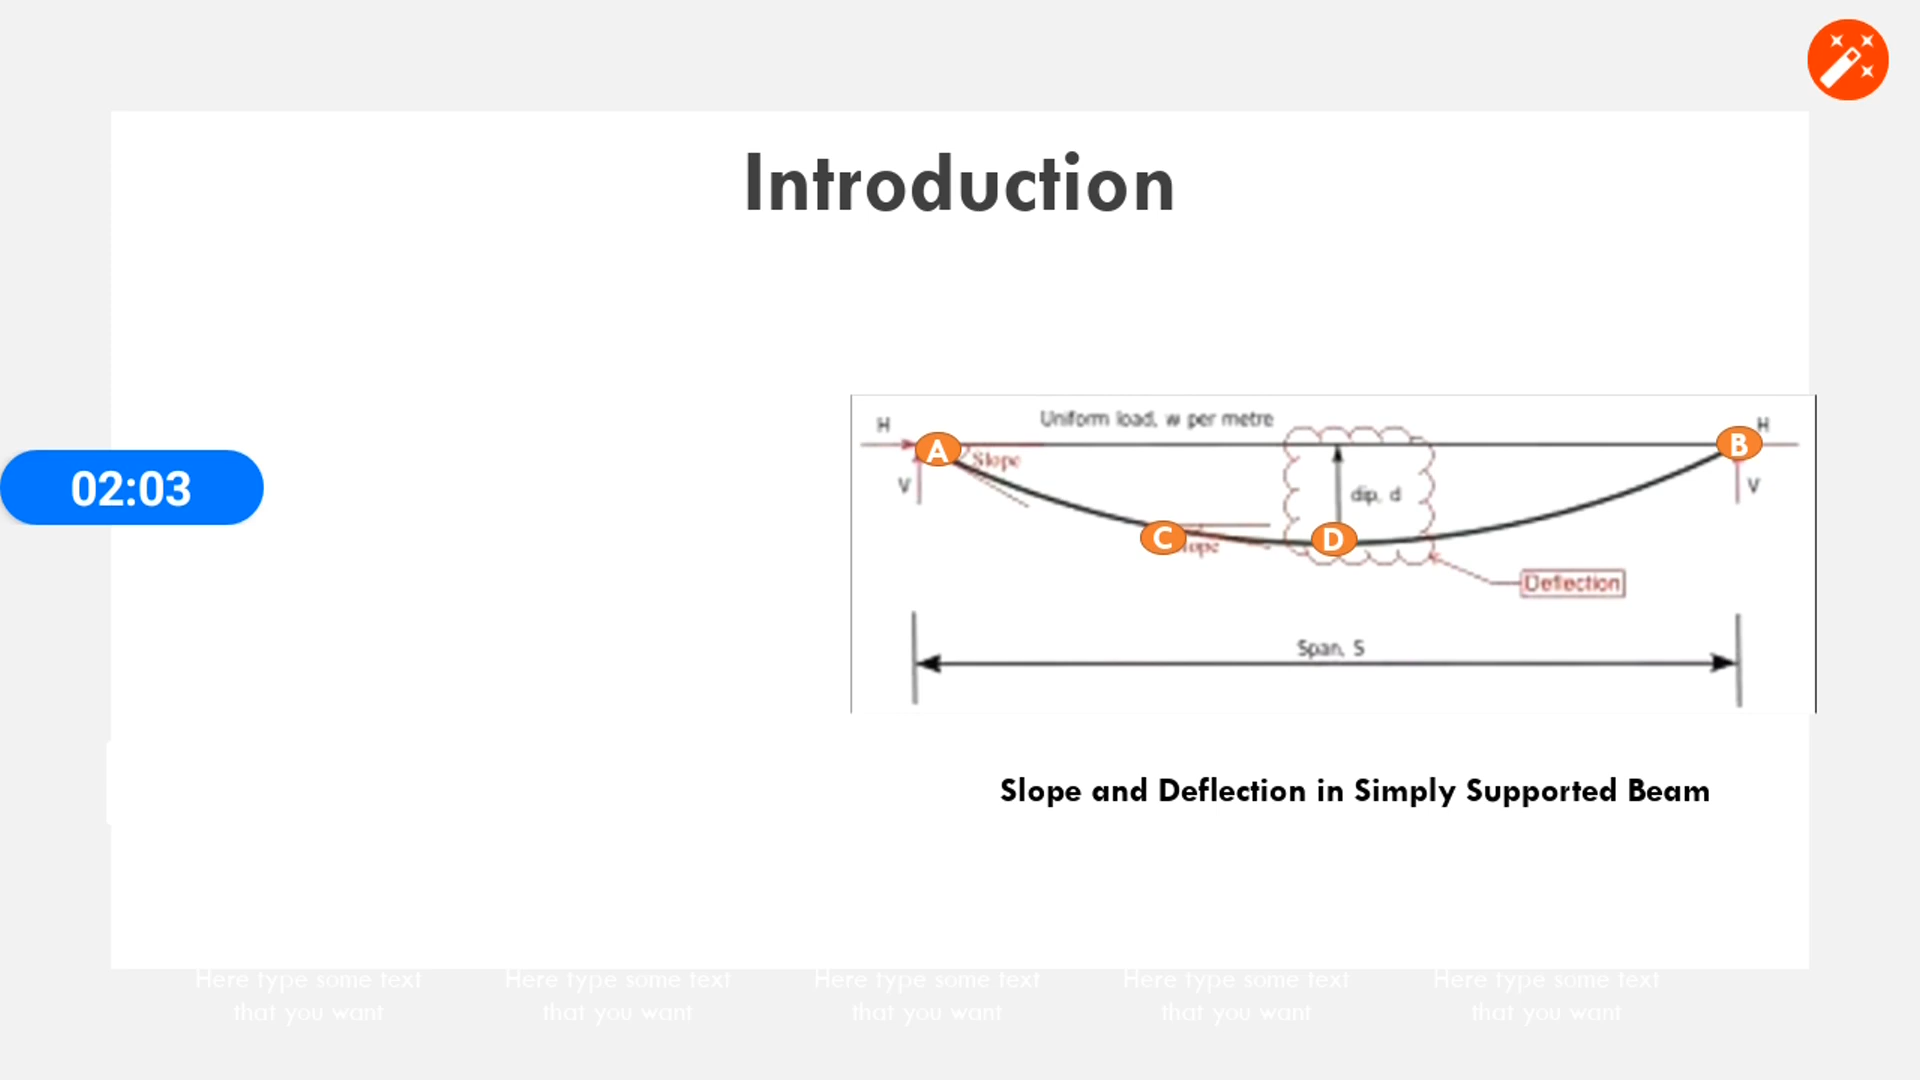 Introduction
H
Uniform load, w per metre
H
A
B
Slope
V
dip, d
V
C
D
lope
Deflection
Span, S
02:03
Slope and Deflection in Simply Supported Beam
Here type some text
that you want
Here type some text
that you want
Here type some text
that you want
Here type some text
that you want
Here type some text
that you want